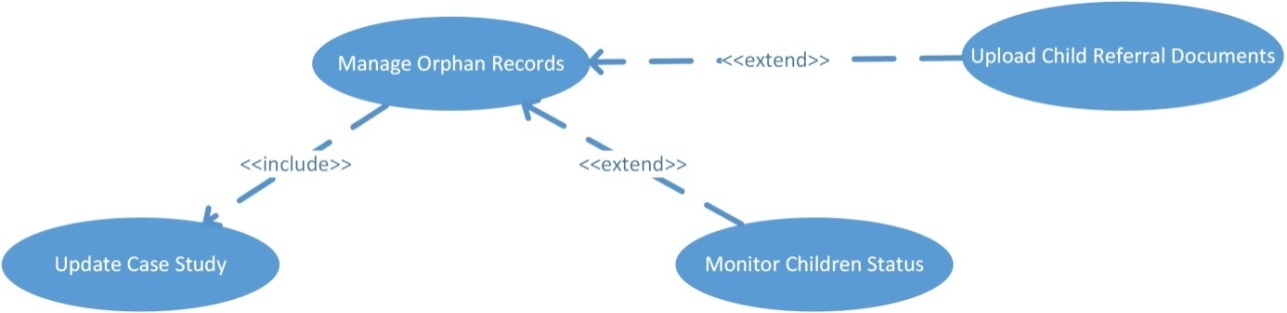 Manage Orphan Records
<<extend>>
Upload Child Referral Documents
<<include>>
<<extend>>
Update Case Study
Monitor Children Status